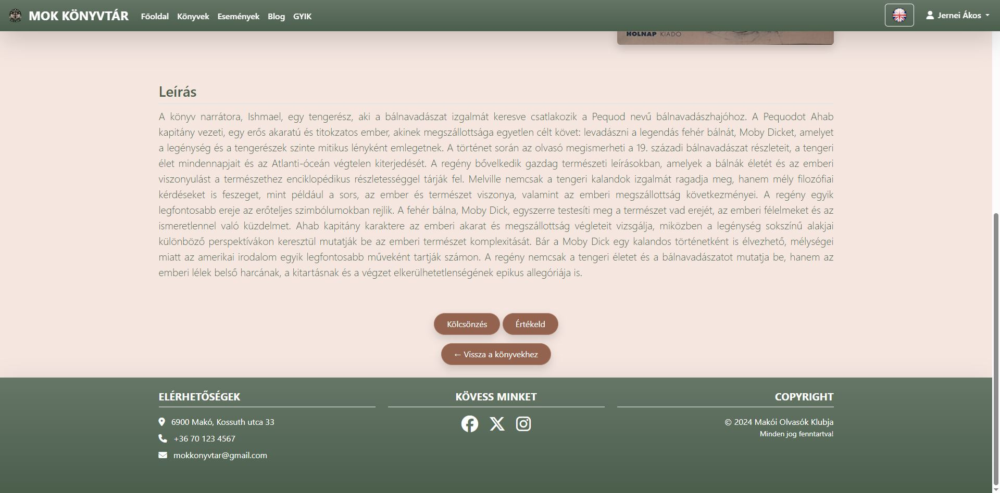 MOK KÖNYVTÁR Főoldal Könyvek Események Blog GYIK Jernei Ákos
HOLNAP KIADÓ
Leírás
A könyv narrátora, Ishmael, egy tengerész, aki a bálnavadászat izgalmát keresve csatlakozik a Pequod nevű bálnavadászhajóhoz. A Pequodot Ahab
kapitány vezeti, egy erős akaratú és titokzatos ember, akinek megszállottsága egyetlen célt követ: levadászni a legendás fehér bálnát, Moby Dicket, amelyet
a legénység és a tengerészek szinte mitikus lényként emlegetnek. A történet során az olvasó megismerheti a 19. századi bálnavadászat részleteit, a tengeri
élet mindennapjait és az Atlanti-óceán végtelen kiterjedését. A regény bővelkedik gazdag természeti leírásokban, amelyek a bálnák életét és az emberi
viszonyulást a természethez enciklopédikus részletességgel tárják fel. Melville nemcsak a tengeri kalandok izgalmát ragadja meg, hanem mély filozófiai
kérdéseket is feszeget, mint például a sors, az ember és természet viszonya, valamint az emberi megszállottság következményei. A regény egyik
legfontosabb ereje az erőteljes szimbólumokban rejlik. A fehér bálna, Moby Dick, egyszerre testesíti meg a természet vad erejét, az emberi félelmeket és az
ismeretlennel való küzdelmet. Ahab kapitány karaktere az emberi akarat és megszállottság végleteit vizsgálja, miközben a legénység sokszínű alakjai
különböző perspektívákon keresztül mutatják be az emberi természet komplexitását. Bár a Moby Dick egy kalandos történetként is élvezhető, mélységei
miatt az amerikai irodalom egyik legfontosabb műveként tartják számon. A regény nemcsak a tengeri életet és a bálnavadászatot mutatja be, hanem az
emberi lélek belső harcának, a kitartásnak és a végzet elkerülhetetlenségének epikus allegóriája is.
Kölcsönzés Értékeld
← Vissza a könyvekhez
ELÉRHETŐSÉGEK
6900 Makó, Kossuth utca 33
+36 70 123 4567
mokkonyvtar@gmail.com
KÖVESS MINKET
COPYRIGHT
© 2024 Makói Olvasók Klubja
Minden jog fenntartva!